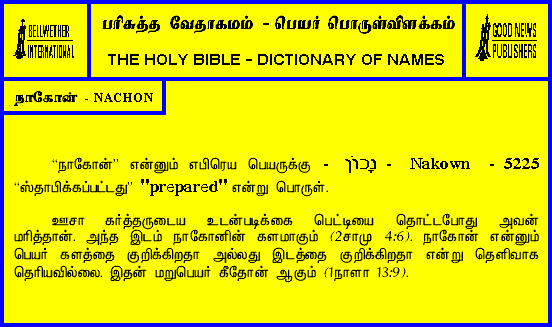 BELLWETHER
INTERNATIONAL
பரிசுத்த வேதாகமம் - பெயர் பொருள்விளக்கம்
THE HOLY BIBLE - DICTIONARY OF NAMES
GOOD NEWS
PUBLISHERS
நாகோன் - NACHON
“நாகோன்” என்னும் எபிரெய பெயருக்கு - נָכוֹן - Nakown - 5225
“ஸ்தாபிக்கப்பட்டது” "prepared" என்று பொருள்.
ஊசா கர்த்தருடைய உடன்படிக்கை பெட்டியை தொட்டபோது அவன்
மரித்தான். அந்த இடம் நாகோனின் களமாகும் (2சாமு 4:6). நாகோன் என்னும்
பெயர் களத்தை குறிக்கிறதா அல்லது இடத்தை குறிக்கிறதா என்று தெளிவாக
தெரியவில்லை. இதன் மறுபெயர் கீதோன் ஆகும் (1நாளா 13:9).